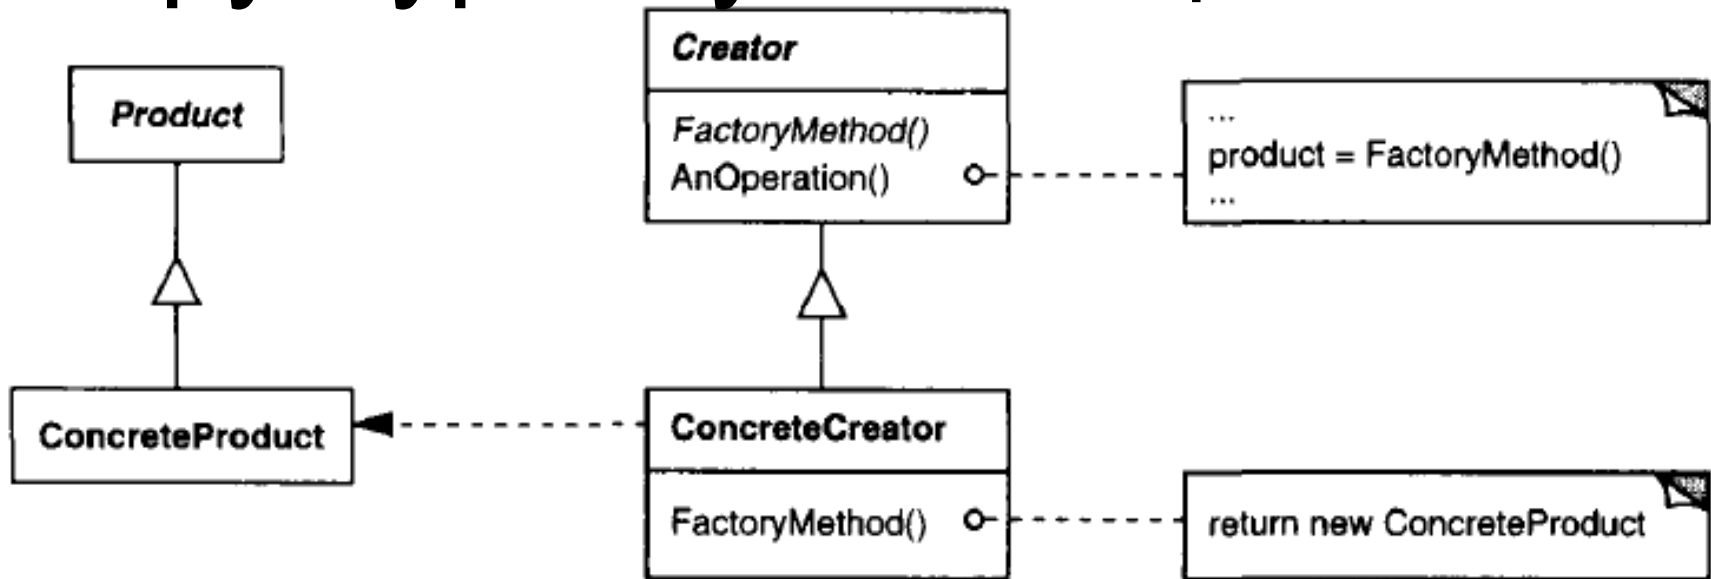 Product
Creator
FactoryMethod()
AnOperation()
...
product = FactoryMethod()
...
ConcreteProduct
ConcreteCreator
FactoryMethod()
return new ConcreteProduct